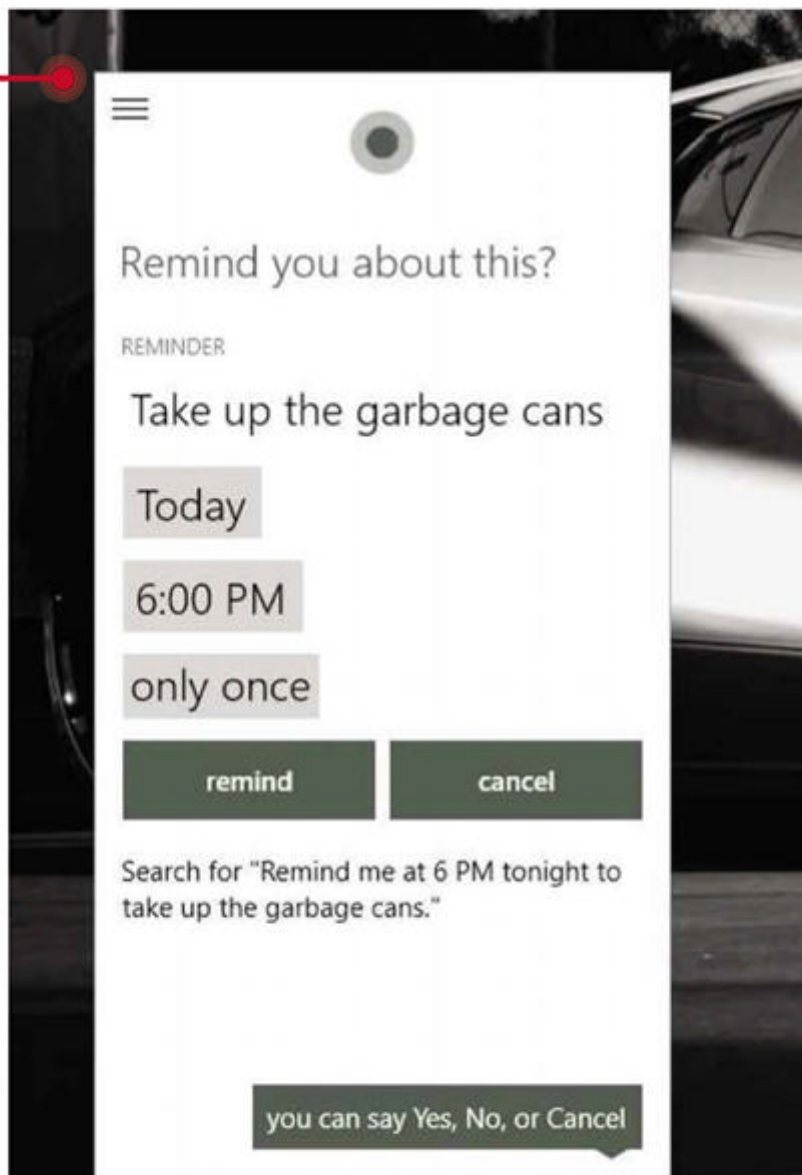 Remind you about this?
REMINDER
Take up the garbage cans
Today
6:00 PM
only once
remind cancel
Search for "Remind me at 6 PM tonight to
take up the garbage cans."
you can say Yes, No, or Cancel